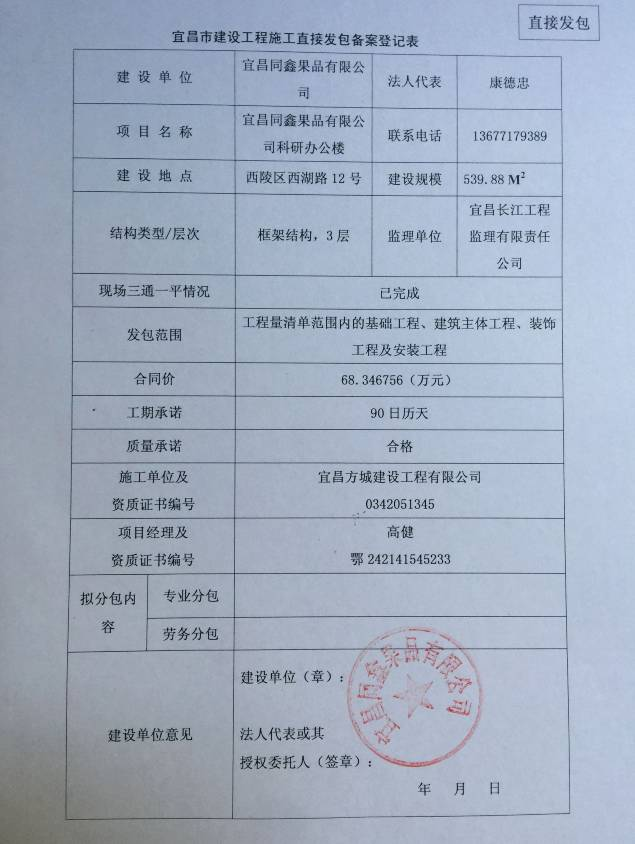 直接发包
宜昌市建设工程施工直接发包备案登记表
建设单位
宜昌同鑫果品有限公
司
法人代表
康德忠
项目名称
宜昌同鑫果品有限公
司科研办公楼
联系电话
13677179389
建设地点
西陵区西湖路12号
建设规模
539.88 M²
结构类型/层次
框架结构，3层
监理单位
宜昌长江工程
监理有限责任
公司
现场三通一平情况
已完成
发包范围
工程量清单范围内的基础工程、建筑主体工程、装饰
工程及安装工程
合同价
68.346756（万元）
工期承诺
90日历天
质量承诺
合格
施工单位及
资质证书编号
宜昌方城建设工程有限公司
0342051345
项目经理及
资质证书编号
高健
鄂242141545233
拟分包内
容
专业分包
劳务分包
建设单位意见
建设单位（章）：
宜昌同鑫果品有限公司
法人代表或其
授权委托人（签章）：
年 月 日